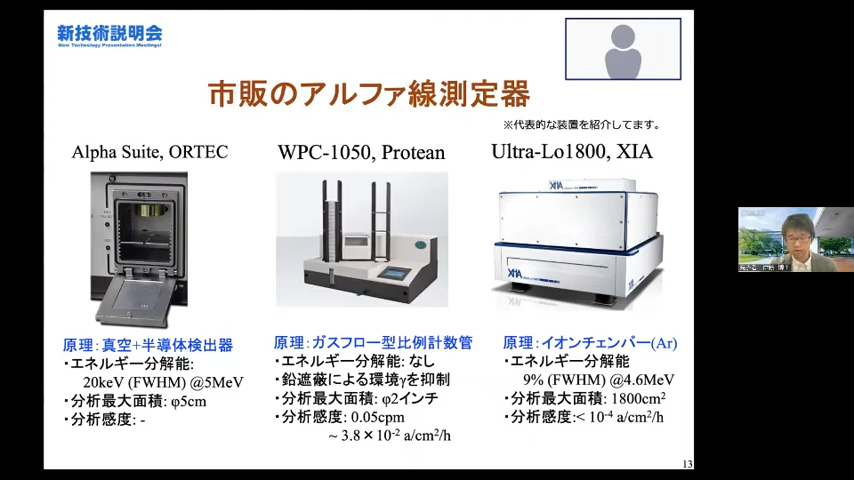 新技術説明会
New Technology Presentation Meetings!
市販のアルファ線測定器
※代表的な装置を紹介してます。
Alpha Suite, ORTEC
WPC-1050, Protean
Ultra-Lo1800, XIA
XIA
XIA
原理：真空+半導体検出器
・エネルギー分解能:
20keV (FWHM) @5MeV
・分析最大面積: φ5cm
・分析感度: -
原理：ガスフロー型比例計数管
・エネルギー分解能: なし
・鉛遮蔽による環境γを抑制
・分析最大面積: φ2インチ
・分析感度: 0.05cpm
~ 3.8×10⁻² a/cm²/h
原理：イオンチェンバー(Ar)
・エネルギー分解能
9% (FWHM) @4.6MeV
・分析最大面積: 1800cm²
・分析感度:< 10⁻⁴ a/cm²/h
13